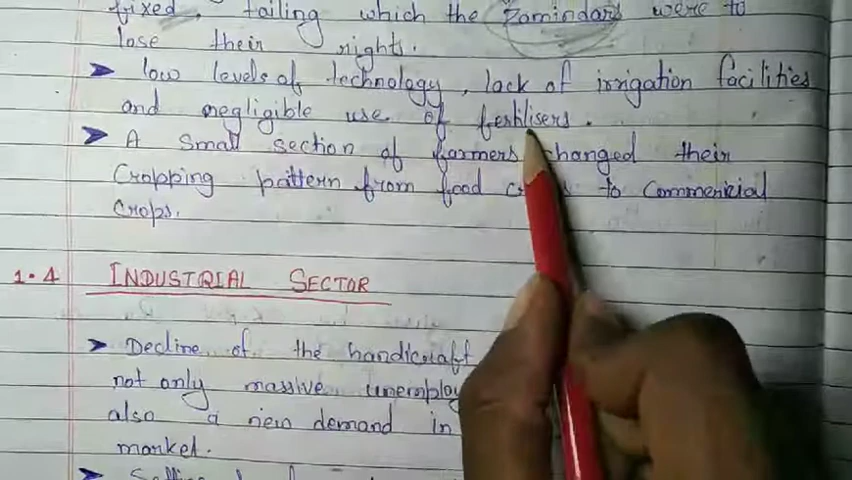 fixed, failing which the Zamindars were to
lose their rights.
➤ low levels of technology, lack of irrigation facilities
and negligible use of fertilisers.
➤ A small section of farmers changed their
Cropping pattern from food to commenicial
Crops.
1.4 INDUSTRIAL SECTOR
➤ Decline of the handicraft
not only massive unemploy
also a new demand in
market.